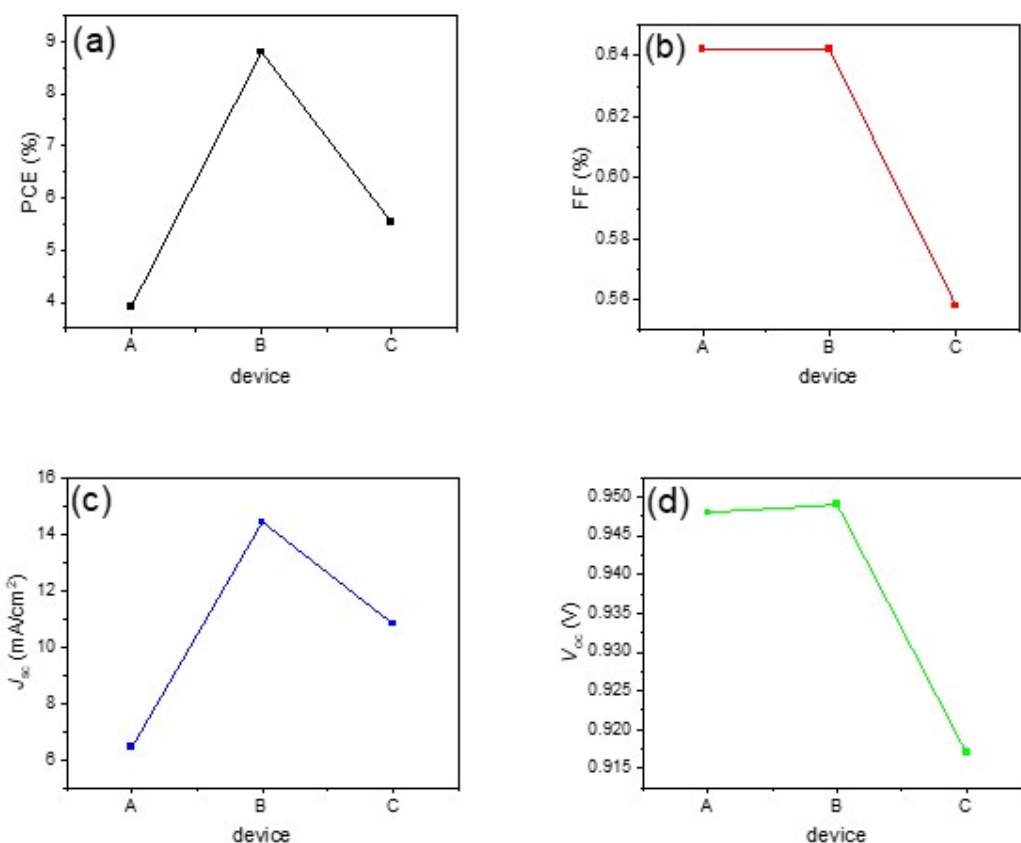 (a)
PCE (%)
9
8
7
6
5
4
A B C
device
(b)
FF (%)
0.64
0.62
0.60
0.58
0.56
A B C
device
(c)
Jsc (mA/cm²)
16
14
12
10
8
6
A B C
device
(d)
Voc (V)
0.950
0.945
0.940
0.935
0.930
0.925
0.920
0.915
A B C
device